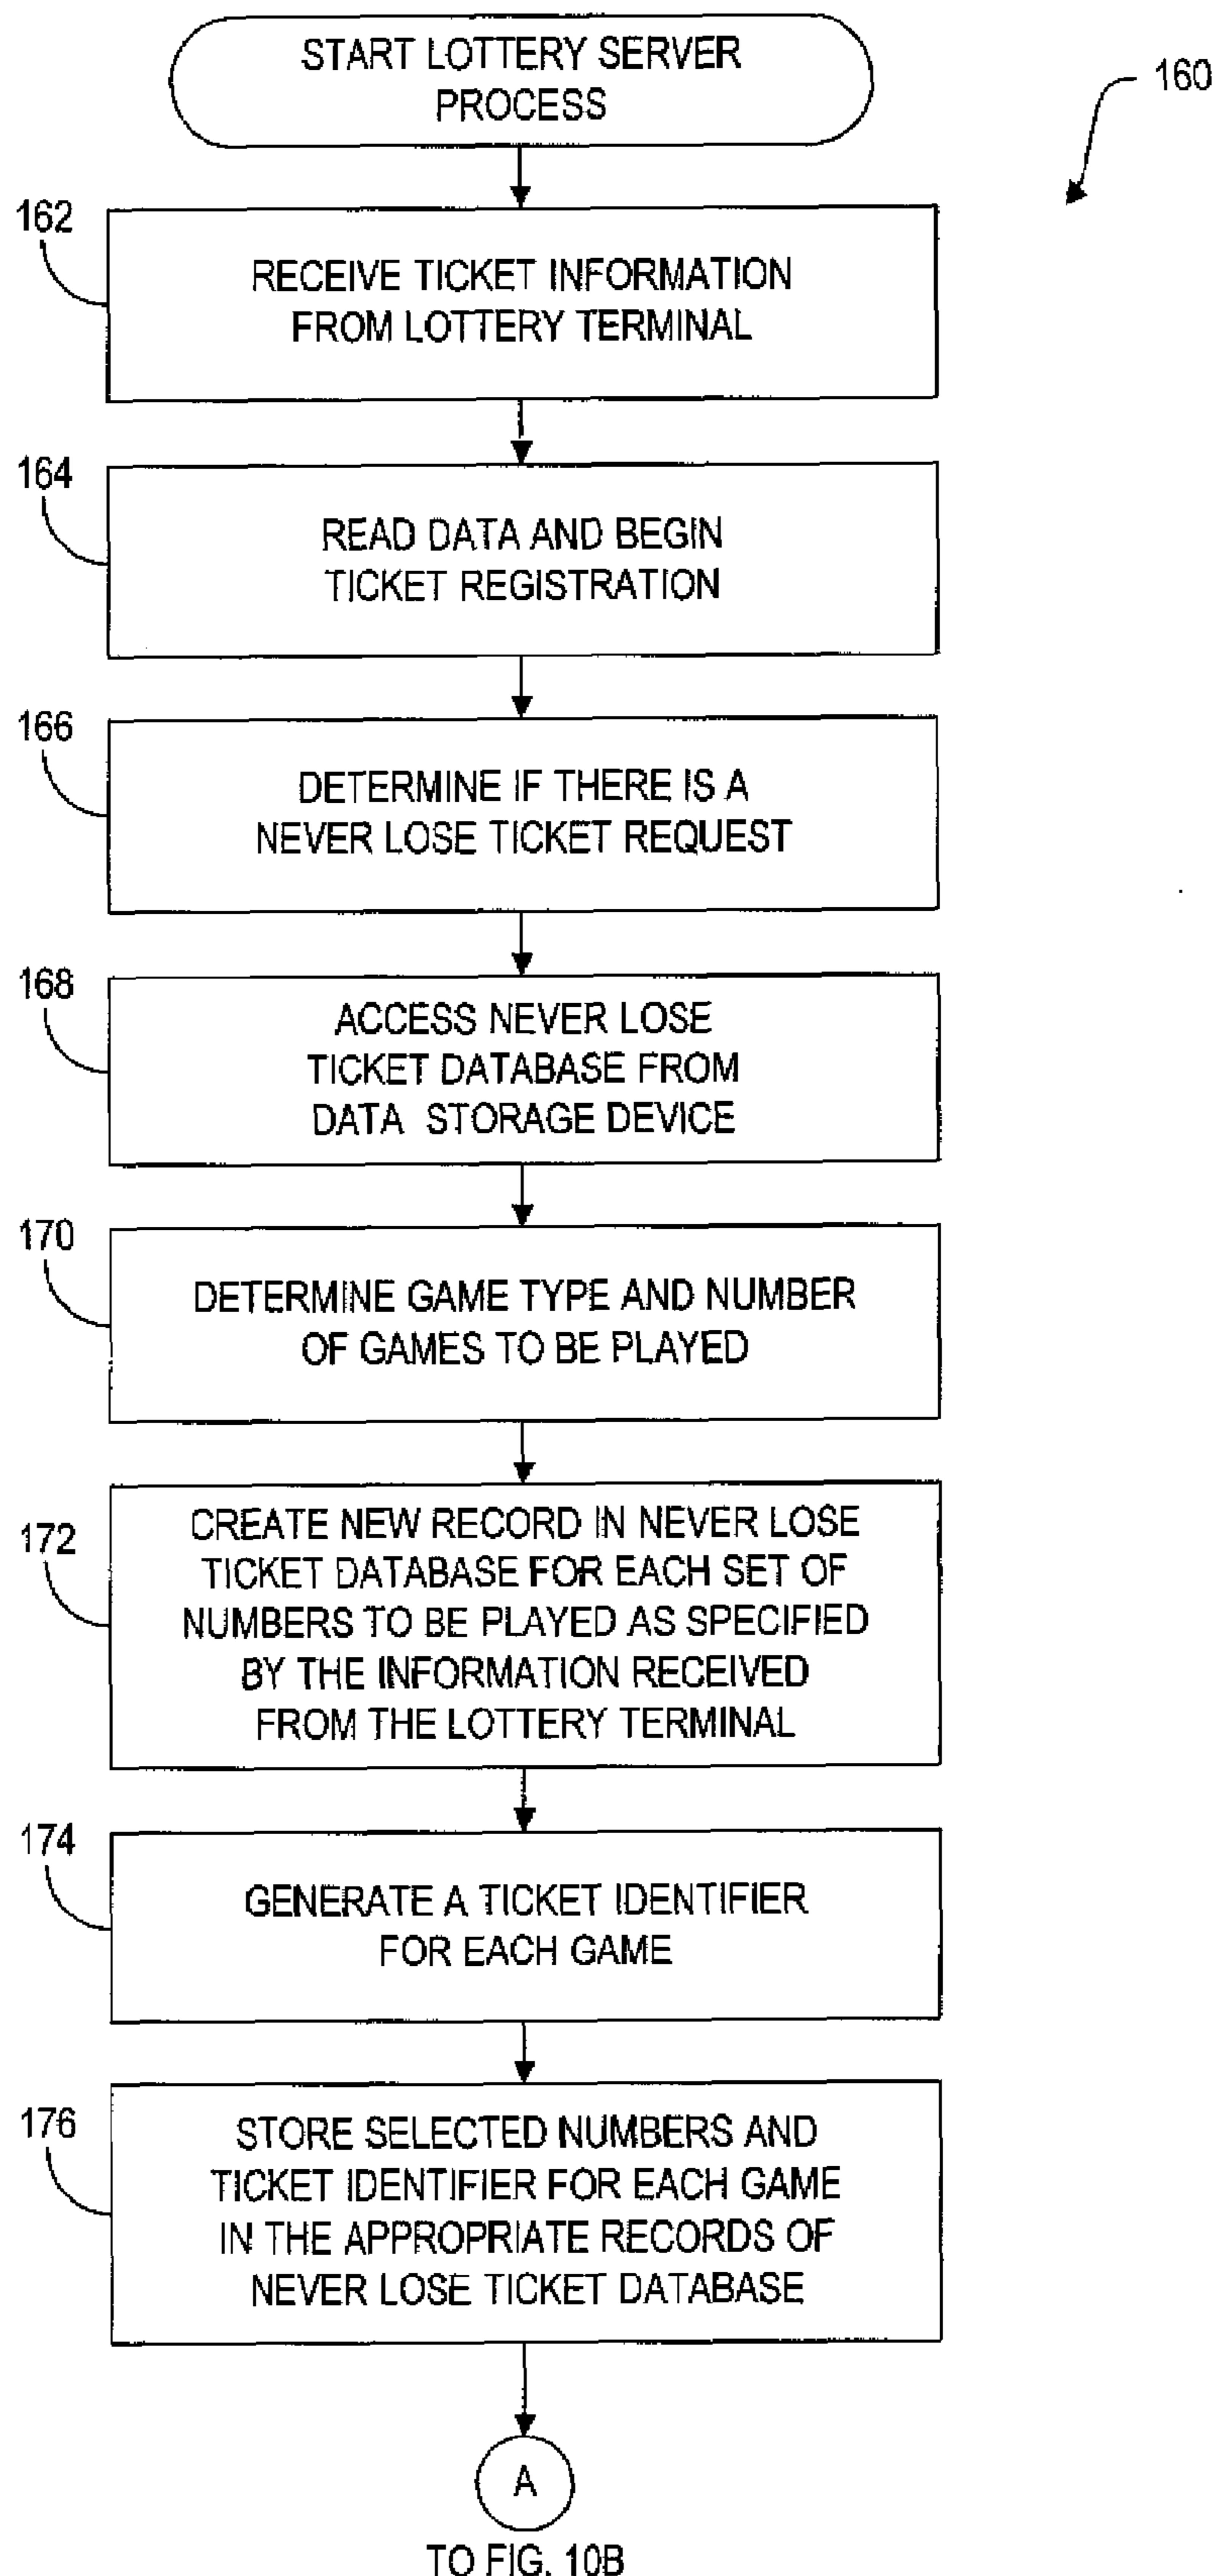 START LOTTERY SERVER
PROCESS
160
162
RECEIVE TICKET INFORMATION
FROM LOTTERY TERMINAL
164
READ DATA AND BEGIN
TICKET REGISTRATION
166
DETERMINE IF THERE IS A
NEVER LOSE TICKET REQUEST
168
ACCESS NEVER LOSE
TICKET DATABASE FROM
DATA STORAGE DEVICE
170
DETERMINE GAME TYPE AND NUMBER
OF GAMES TO BE PLAYED
172
CREATE NEW RECORD IN NEVER LOSE
TICKET DATABASE FOR EACH SET OF
NUMBERS TO BE PLAYED AS SPECIFIED
BY THE INFORMATION RECEIVED
FROM THE LOTTERY TERMINAL
174
GENERATE A TICKET IDENTIFIER
FOR EACH GAME
176
STORE SELECTED NUMBERS AND
TICKET IDENTIFIER FOR EACH GAME
IN THE APPROPRIATE RECORDS OF
NEVER LOSE TICKET DATABASE
A
TO FIG. 10B